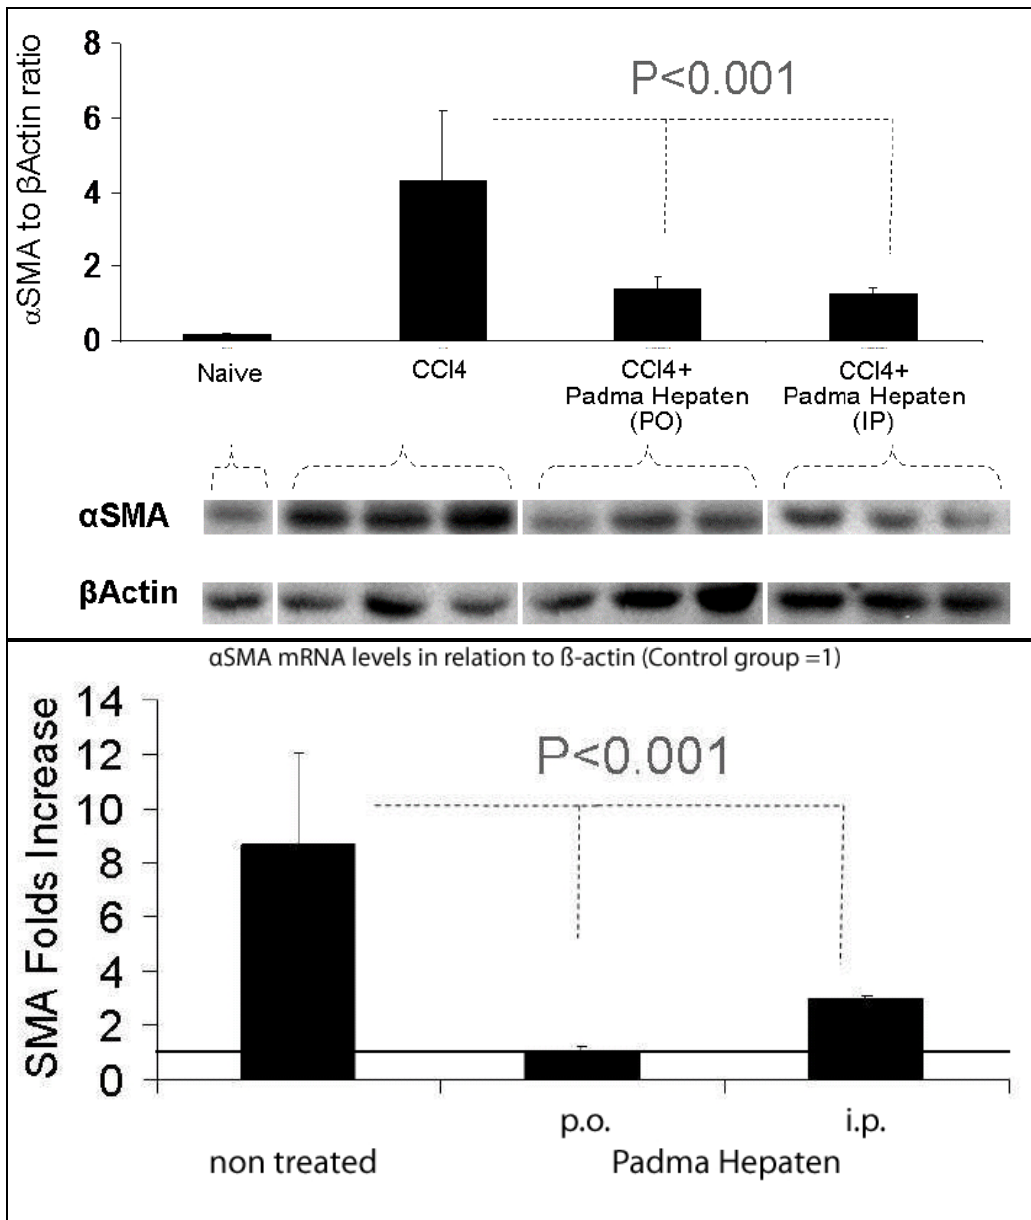 αSMA to βActin ratio
8
6
4
2
0
P<0.001
Naive
CCl4
CCl4+
Padma Hepaten
(PO)
CCl4+
Padma Hepaten
(IP)
αSMA
βActin
αSMA mRNA levels in relation to ß-actin (Control group =1)
SMA Folds Increase
14
12
10
8
6
4
2
0
P<0.001
p.o.
i.p.
non treated
Padma Hepaten